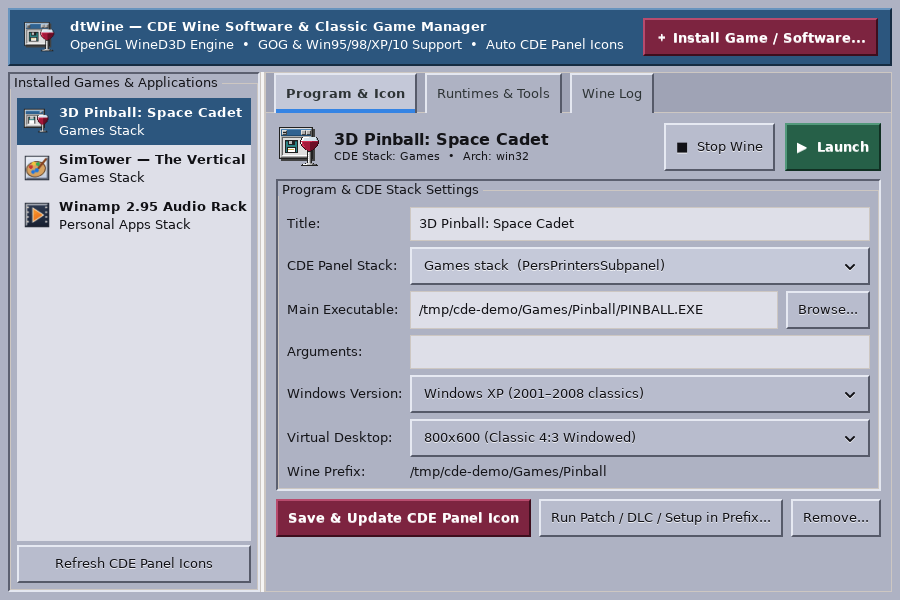 dtWine — CDE Wine Software & Classic Game Manager
OpenGL WineD3D Engine • GOG & Win95/98/XP/10 Support • Auto CDE Panel Icons
+ Install Game / Software...
Installed Games & Applications
3D Pinball: Space Cadet
Games Stack
SimTower — The Vertical
Games Stack
Winamp 2.95 Audio Rack
Personal Apps Stack
Refresh CDE Panel Icons
Program & Icon
Runtimes & Tools
Wine Log
3D Pinball: Space Cadet
CDE Stack: Games • Arch: win32
■ Stop Wine
▶ Launch
Program & CDE Stack Settings
Title: 3D Pinball: Space Cadet
CDE Panel Stack: Games stack (PersPrintersSubpanel)
Main Executable: /tmp/cde-demo/Games/Pinball/PINBALL.EXE Browse...
Arguments:
Windows Version: Windows XP (2001–2008 classics)
Virtual Desktop: 800x600 (Classic 4:3 Windowed)
Wine Prefix: /tmp/cde-demo/Games/Pinball
Save & Update CDE Panel Icon
Run Patch / DLC / Setup in Prefix...
Remove...